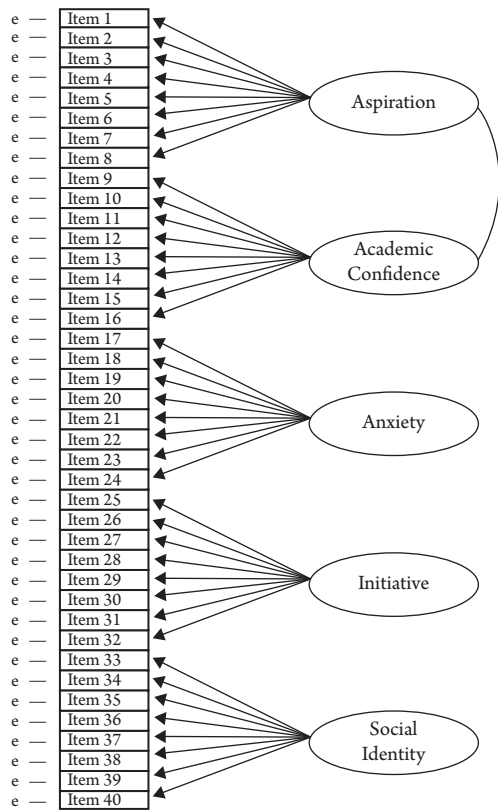 e — Item 1
e — Item 2
e — Item 3
e — Item 4
e — Item 5
e — Item 6
e — Item 7
e — Item 8
e — Item 9
e — Item 10
e — Item 11
e — Item 12
e — Item 13
e — Item 14
e — Item 15
e — Item 16
e — Item 17
e — Item 18
e — Item 19
e — Item 20
e — Item 21
e — Item 22
e — Item 23
e — Item 24
e — Item 25
e — Item 26
e — Item 27
e — Item 28
e — Item 29
e — Item 30
e — Item 31
e — Item 32
e — Item 33
e — Item 34
e — Item 35
e — Item 36
e — Item 37
e — Item 38
e — Item 39
e — Item 40
Aspiration
Academic
Confidence
Anxiety
Initiative
Social
Identity